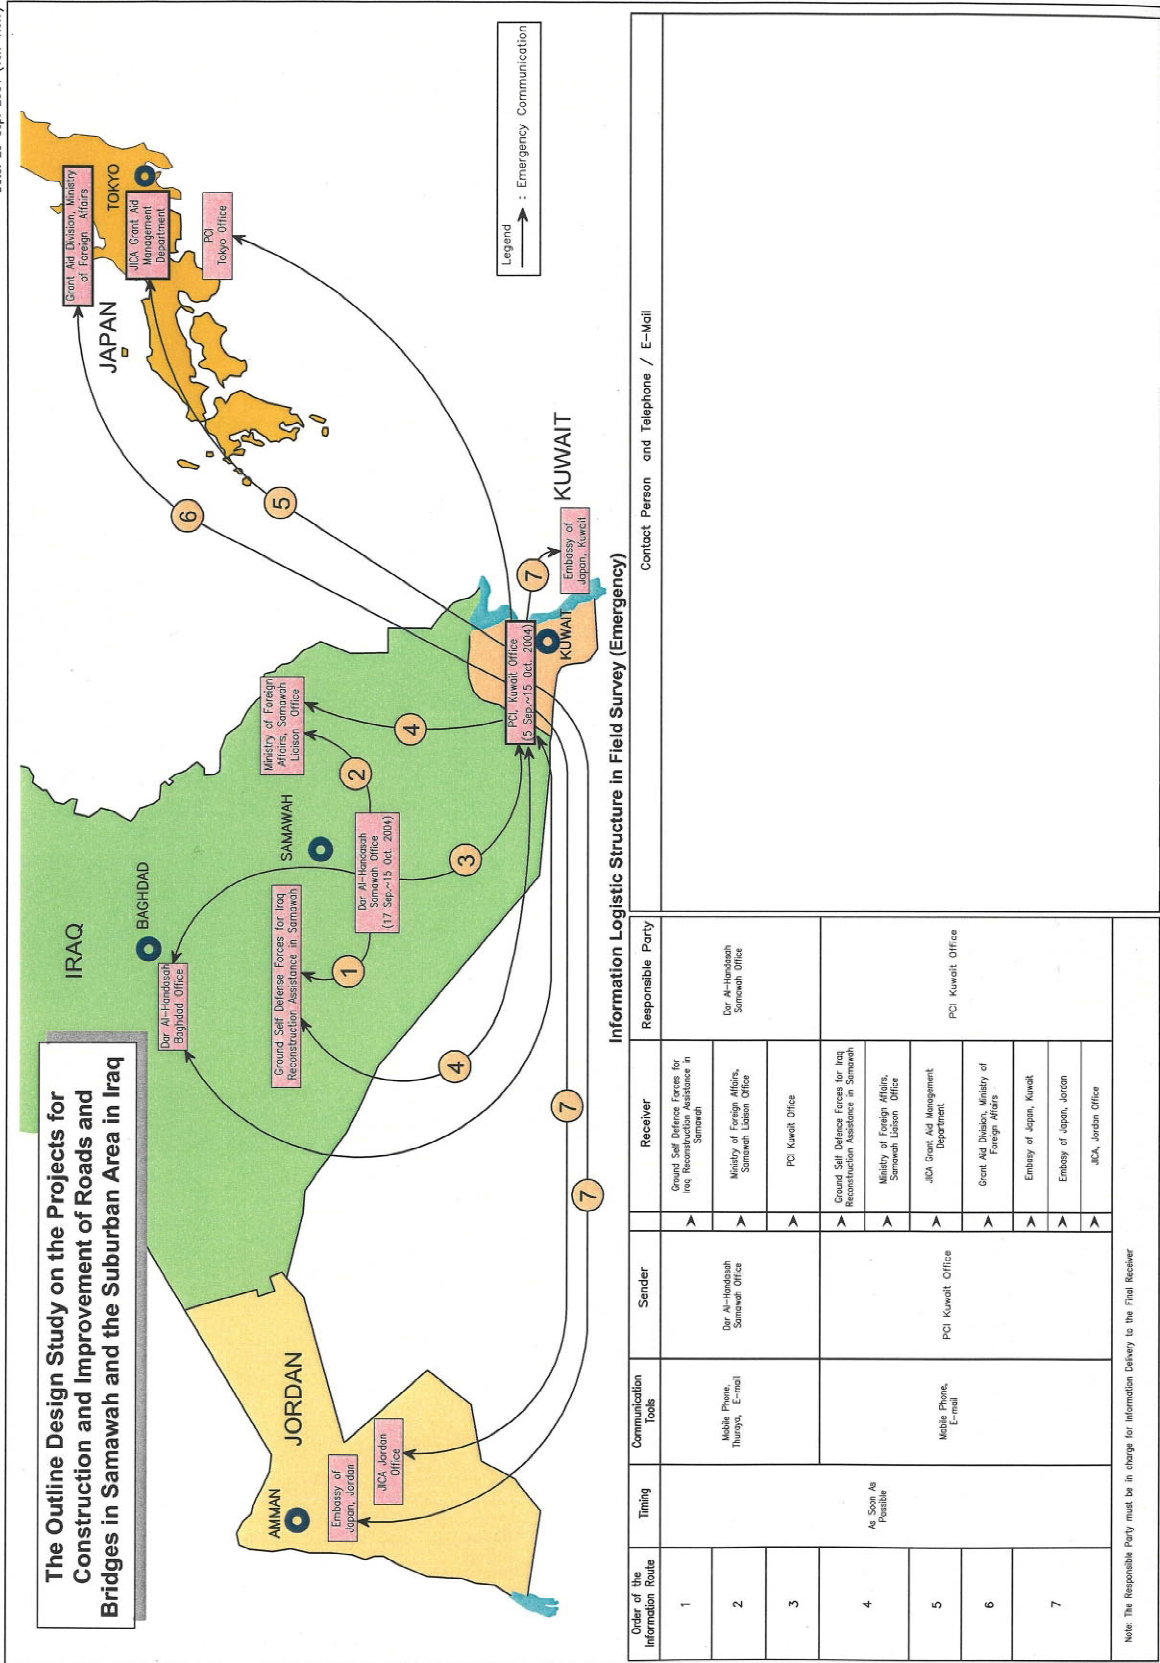 The Outline Design Study on the Projects for
Construction and Improvement of Roads and
Bridges in Samawah and the Suburban Area in Iraq
IRAQ
BAGHDAD
Dar Al-Handasah
Baghdad Office
SAMAWAH
Ground Self Defense Forces for Iraq
Reconstruction Assistance in Samawah
Dar Al-Handasah
Samawah Office
(17 Sep.~15 Oct. 2004)
Ministry of Foreign
Affairs, Samawah
Liaison Office
1
2
3
4
4
JORDAN
AMMAN
Embassy of
Japan, Jordan
JICA Jordan
Office
7
7
PCI, Kuwait Office
(5 Sep.~15 Oct. 2004)
KUWAIT
KUWAIT
7
Embassy of
Japan, Kuwait
6
5
JAPAN
TOKYO
Grant Aid Division, Ministry
of Foreign Affairs
JICA Grant Aid
Management
Department
PCI
Tokyo Office
Legend
: Emergency Communication
Information Logistic Structure in Field Survey (Emergency)
Order of the
Information Route
Timing
Communication
Tools
Sender
Receiver
Responsible Party
Contact Person and Telephone / E-Mail
1
2
3
4
5
6
7
As Soon As
Possible
Mobile Phone,
Thuraya, E-mail
Mobile Phone,
E-mail
Dar Al-Handasah
Samawah Office
PCI Kuwait Office
Ground Self Defence Forces for
Iraq Reconstruction Assistance in
Samawah
Ministry of Foreign Affairs,
Samawah Liaison Office
PCI Kuwait Office
Ground Self Defence Forces for Iraq
Reconstruction Assistance in Samawah
Ministry of Foreign Affairs,
Samawah Liaison Office
JICA Grant Aid Management
Department
Grant Aid Division, Ministry of
Foreign Affairs
Embasy of Japan, Kuwait
Embasy of Japan, Jordan
JICA, Jordan Office
Dar Al-Handasah
Samawah Office
PCI Kuwait Office
Note: The Responsible Party must be in charge for Information Delivery to the Final Receiver